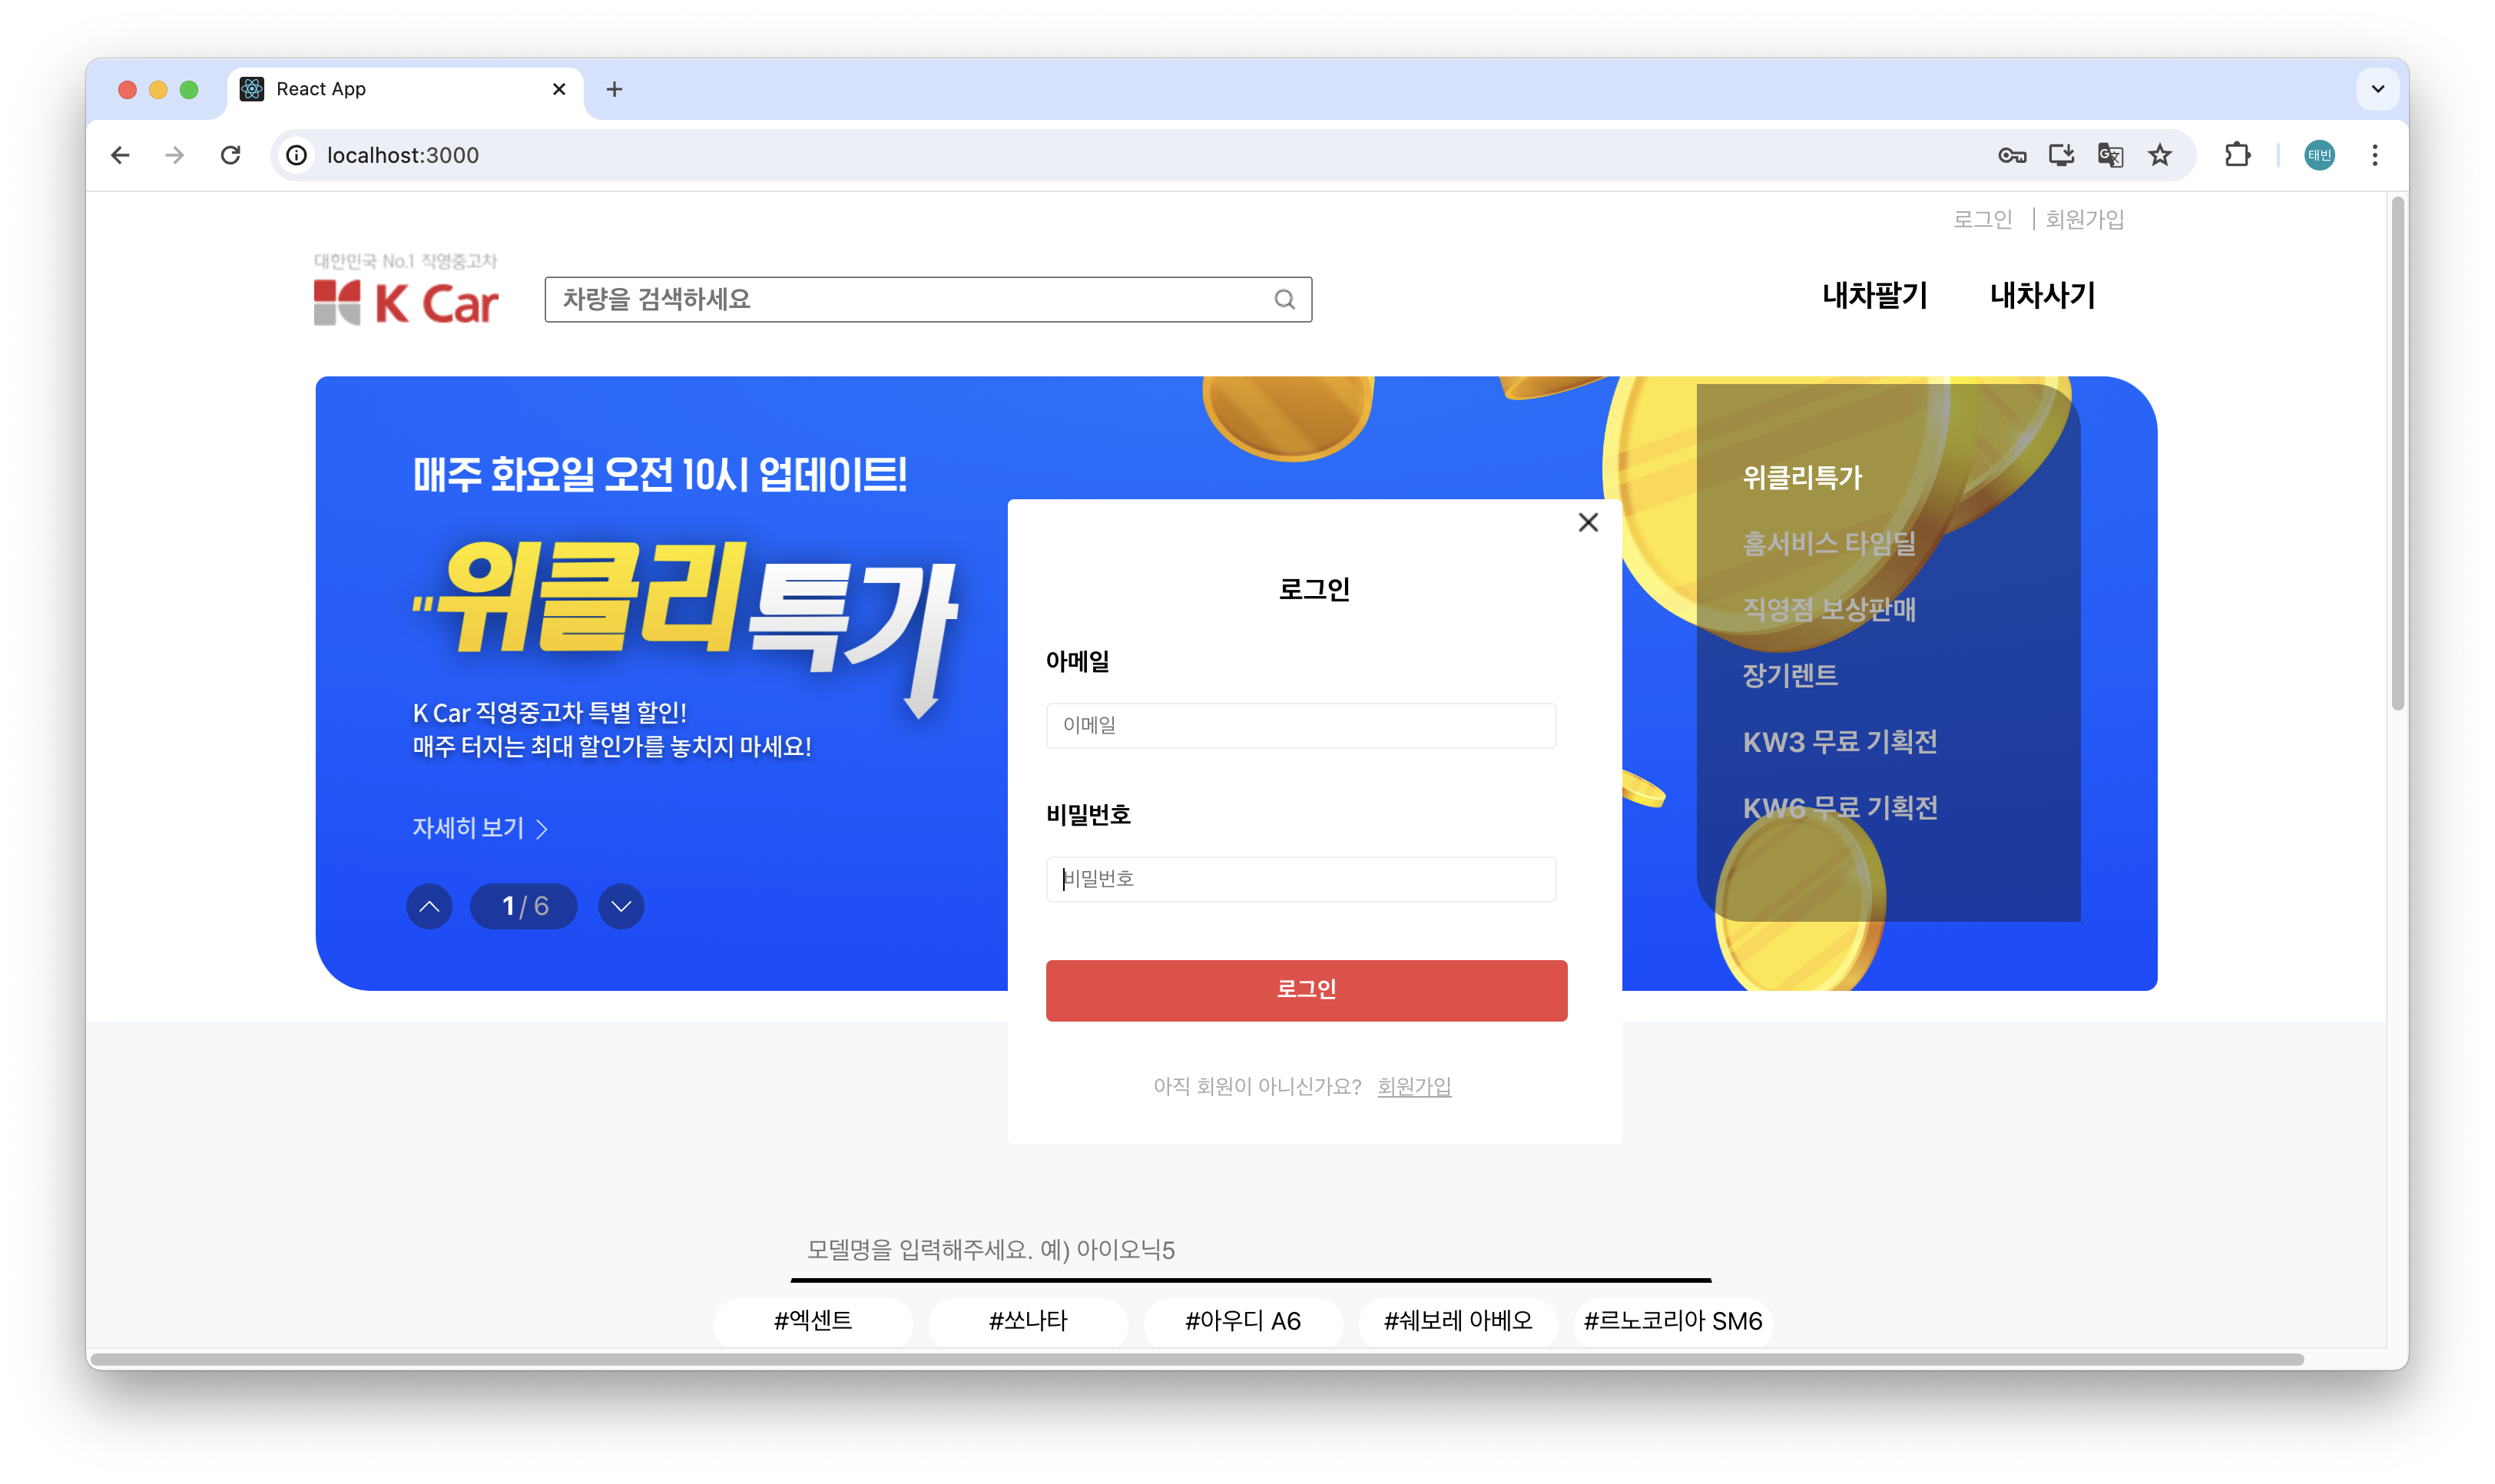 React App
localhost:3000
태빈
로그인 | 회원가입
대한민국 No.1 직영중고차
K Car
차량을 검색하세요
내차팔기 내차사기
매주 화요일 오전 10시 업데이트!
"위클리특가
K Car 직영중고차 특별 할인!
매주 터지는 최대 할인가를 놓치지 마세요!
자세히 보기
1 / 6
로그인
아메일
이메일
비밀번호
비밀번호
로그인
아직 회원이 아니신가요? 회원가입
위클리특가
홈서비스 타임딜
직영점 보상판매
장기렌트
KW3 무료 기획전
KW6 무료 기획전
모델명을 입력해주세요. 예) 아이오닉5
#엑센트 #쏘나타 #아우디 A6 #쉐보레 아베오 #르노코리아 SM6